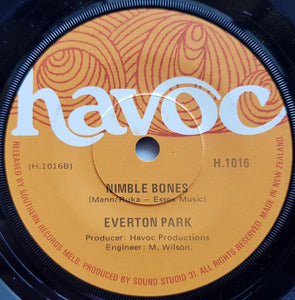 havoc
(H.1016B)
H.1016
NIMBLE BONES
(Mann/Ruka — Essex Music)
EVERTON PARK
Producer: Havoc Productions
Engineer: M. Wilson.
RELEASED BY SOUTHERN RECORDS MELB. PRODUCED BY SOUND STUDIO 31. ALL RIGHTS RESERVED. MADE IN NEW ZEALAND.